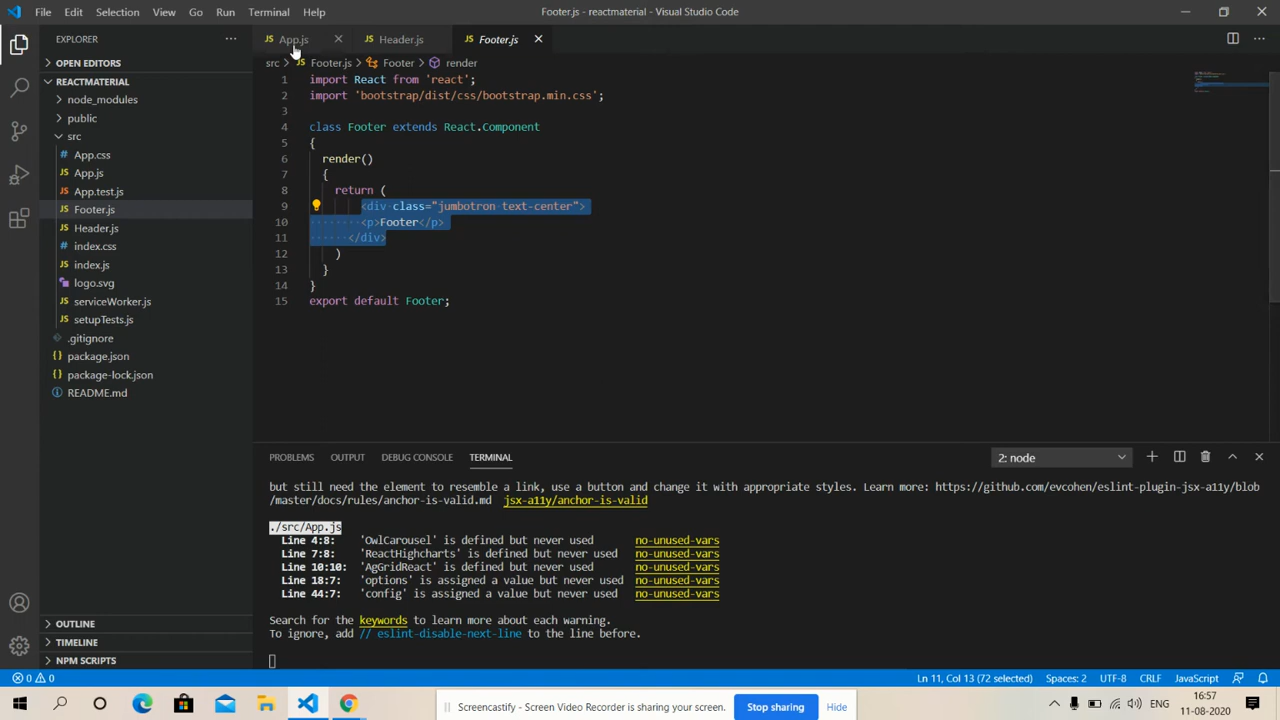 File Edit Selection View Go Run Terminal Help
Footer.js - reactmaterial - Visual Studio Code
EXPLORER
OPEN EDITORS
REACTMATERIAL
node_modules
public
src
# App.css
JS App.js
JS App.test.js
JS Footer.js
JS Header.js
# index.css
JS index.js
logo.svg
JS serviceWorker.js
JS setupTests.js
.gitignore
{} package.json
{} package-lock.json
README.md
OUTLINE
TIMELINE
NPM SCRIPTS
JS App.js
JS Header.js
JS Footer.js
src > JS Footer.js > Footer > render
1 import React from 'react';
2 import 'bootstrap/dist/css/bootstrap.min.css';
3
4 class Footer extends React.Component
5 {
6 render()
7 {
8 return (
9 <div class="jumbotron text-center">
10 <p>Footer</p>
11 </div>
12 )
13 }
14 }
15 export default Footer;
PROBLEMS OUTPUT DEBUG CONSOLE TERMINAL
2: node
but still need the element to resemble a link, use a button and change it with appropriate styles. Learn more: https://github.com/evcohen/eslint-plugin-jsx-a11y/blob
/master/docs/rules/anchor-is-valid.md jsx-a11y/anchor-is-valid
./src/App.js
Line 4:8: 'OwlCarousel' is defined but never used no-unused-vars
Line 7:8: 'ReactHighcharts' is defined but never used no-unused-vars
Line 10:10: 'AgGridReact' is defined but never used no-unused-vars
Line 18:7: 'options' is assigned a value but never used no-unused-vars
Line 44:7: 'config' is assigned a value but never used no-unused-vars
Search for the keywords to learn more about each warning.
To ignore, add // eslint-disable-next-line to the line before.
0 0
Ln 11, Col 13 (72 selected) Spaces: 2 UTF-8 CRLF JavaScript
Screencastify - Screen Video Recorder is sharing your screen.
Stop sharing
Hide
ENG
16:57
11-08-2020